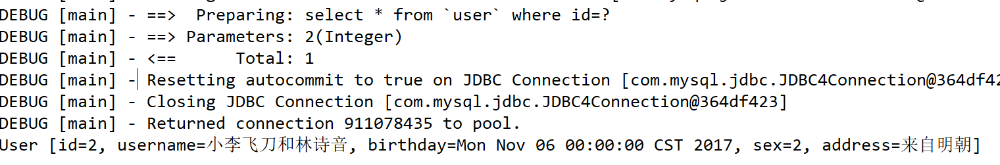 DEBUG [main] - ==>  Preparing: select * from `user` where id=?
DEBUG [main] - ==> Parameters: 2(Integer)
DEBUG [main] - <==      Total: 1
DEBUG [main] - Resetting autocommit to true on JDBC Connection [com.mysql.jdbc.JDBC4Connection@364df42
DEBUG [main] - Closing JDBC Connection [com.mysql.jdbc.JDBC4Connection@364df423]
DEBUG [main] - Returned connection 911078435 to pool.
User [id=2, username=小李飞刀和林诗音, birthday=Mon Nov 06 00:00:00 CST 2017, sex=2, address=来自明朝]